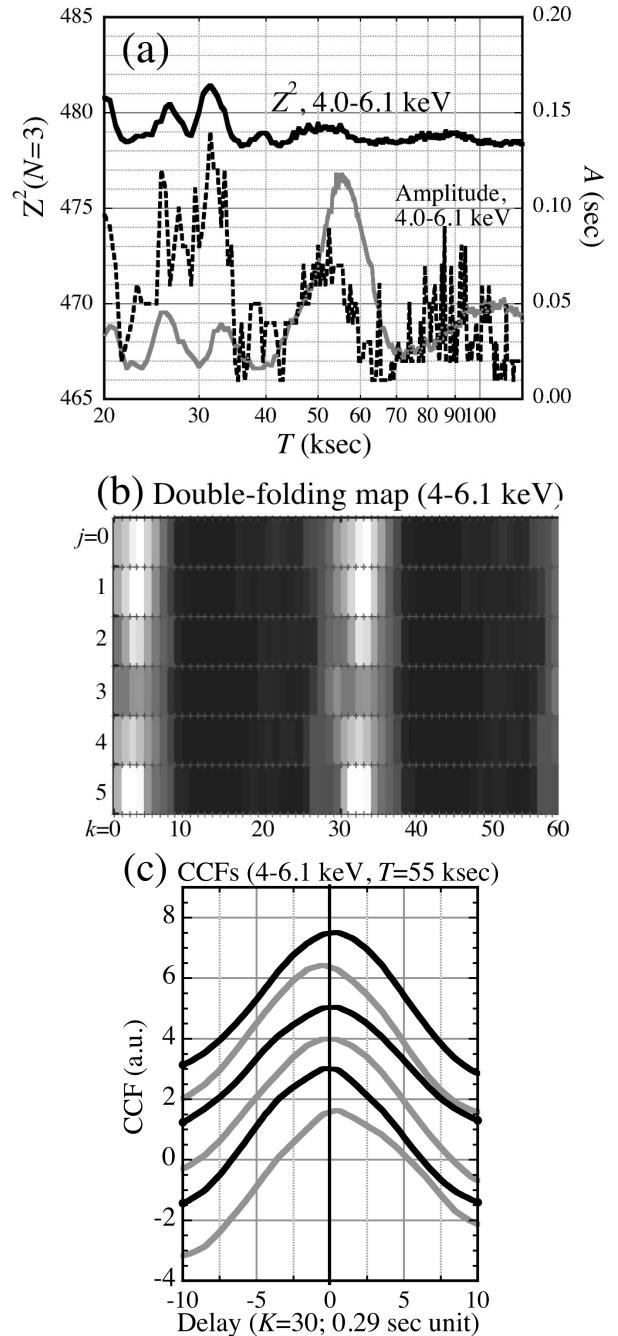 (a)
485
480
475
470
465
Z²(N=3)
0.20
0.15
0.10
0.05
0.00
A (sec)
Z², 4.0-6.1 keV
Amplitude,
4.0-6.1 keV
20 30 40 50 60 70 80 90 100
T (ksec)
(b) Double-folding map (4-6.1 keV)
j=0
1
2
3
4
5
k=0 10 20 30 40 50 60
(c) CCFs (4-6.1 keV, T=55 ksec)
8
6
4
2
0
-2
-4
CCF (a.u.)
-10 -5 0 5 10
Delay (K=30; 0.29 sec unit)